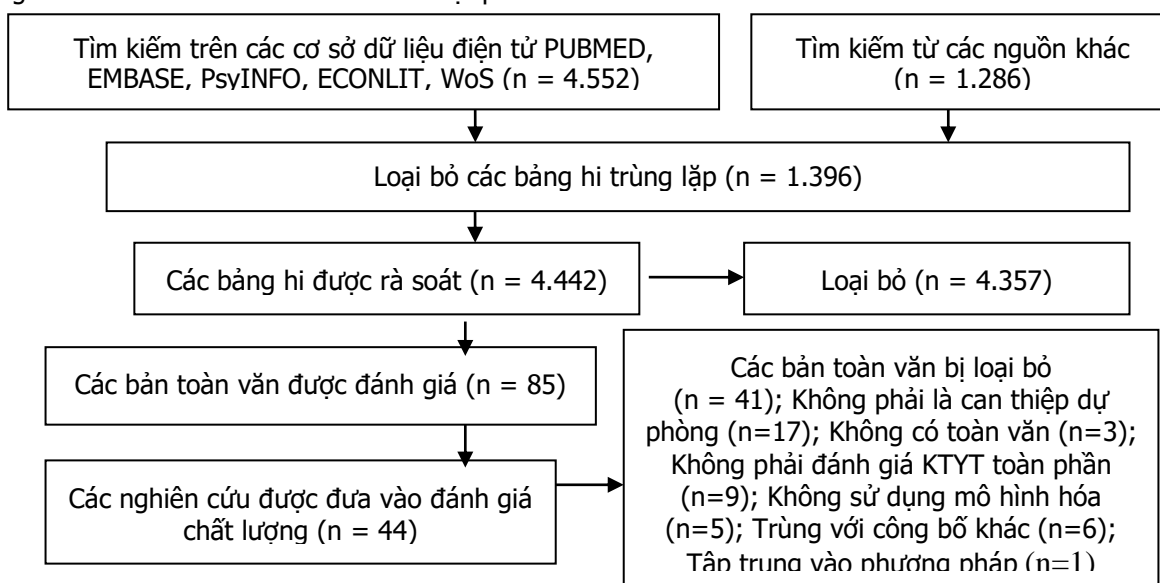 Tìm kiếm trên các cơ sở dữ liệu điện tử PUBMED,
EMBASE, PsyINFO, ECONLIT, WoS (n = 4.552)
Tìm kiếm từ các nguồn khác
(n = 1.286)
Loại bỏ các bảng hi trùng lặp (n = 1.396)
Các bảng hi được rà soát (n = 4.442)
Loại bỏ (n = 4.357)
Các bản toàn văn được đánh giá (n = 85)
Các bản toàn văn bị loại bỏ
(n = 41); Không phải là can thiệp dự
phòng (n=17); Không có toàn văn (n=3);
Không phải đánh giá KTYT toàn phần
(n=9); Không sử dụng mô hình hóa
(n=5); Trùng với công bố khác (n=6);
Tập trung vào phương pháp (n=1)
Các nghiên cứu được đưa vào đánh giá
chất lượng (n = 44)